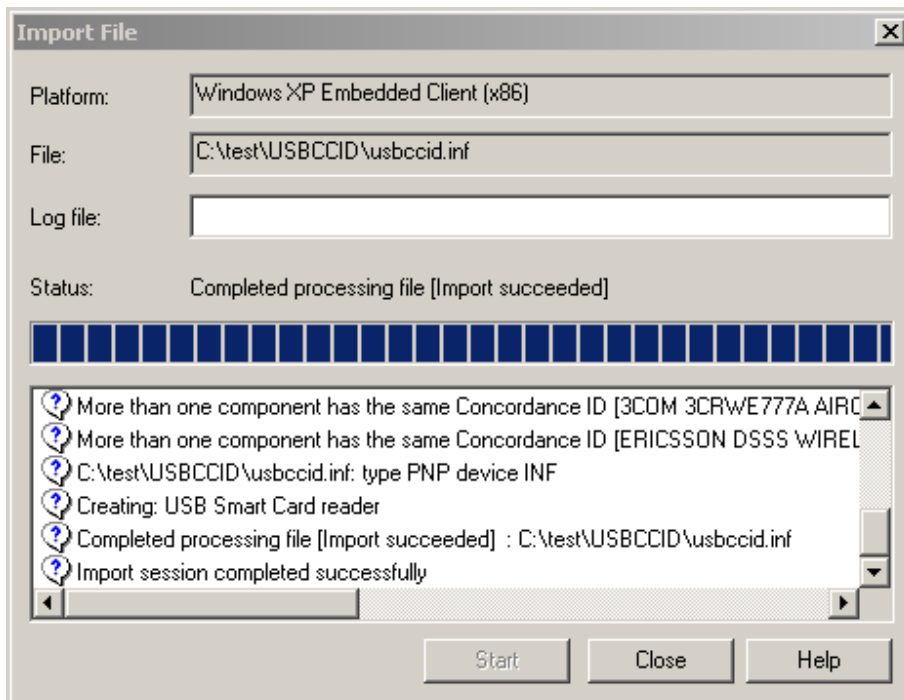 Import File
Platform: Windows XP Embedded Client (x86)
File: C:\test\USBCCID\usbccid.inf
Log file:
Status: Completed processing file [Import succeeded]
More than one component has the same Concordance ID [3COM 3CRWE777A
More than one component has the same Concordance ID [ERICSSON DSSS
C:\test\USBCCID\usbccid.inf: type PNP device INF
Creating: USB Smart Card reader
Completed processing file [Import succeeded] : C:\test\USBCCID\usbccid.inf
Import session completed successfully
Start Close Help